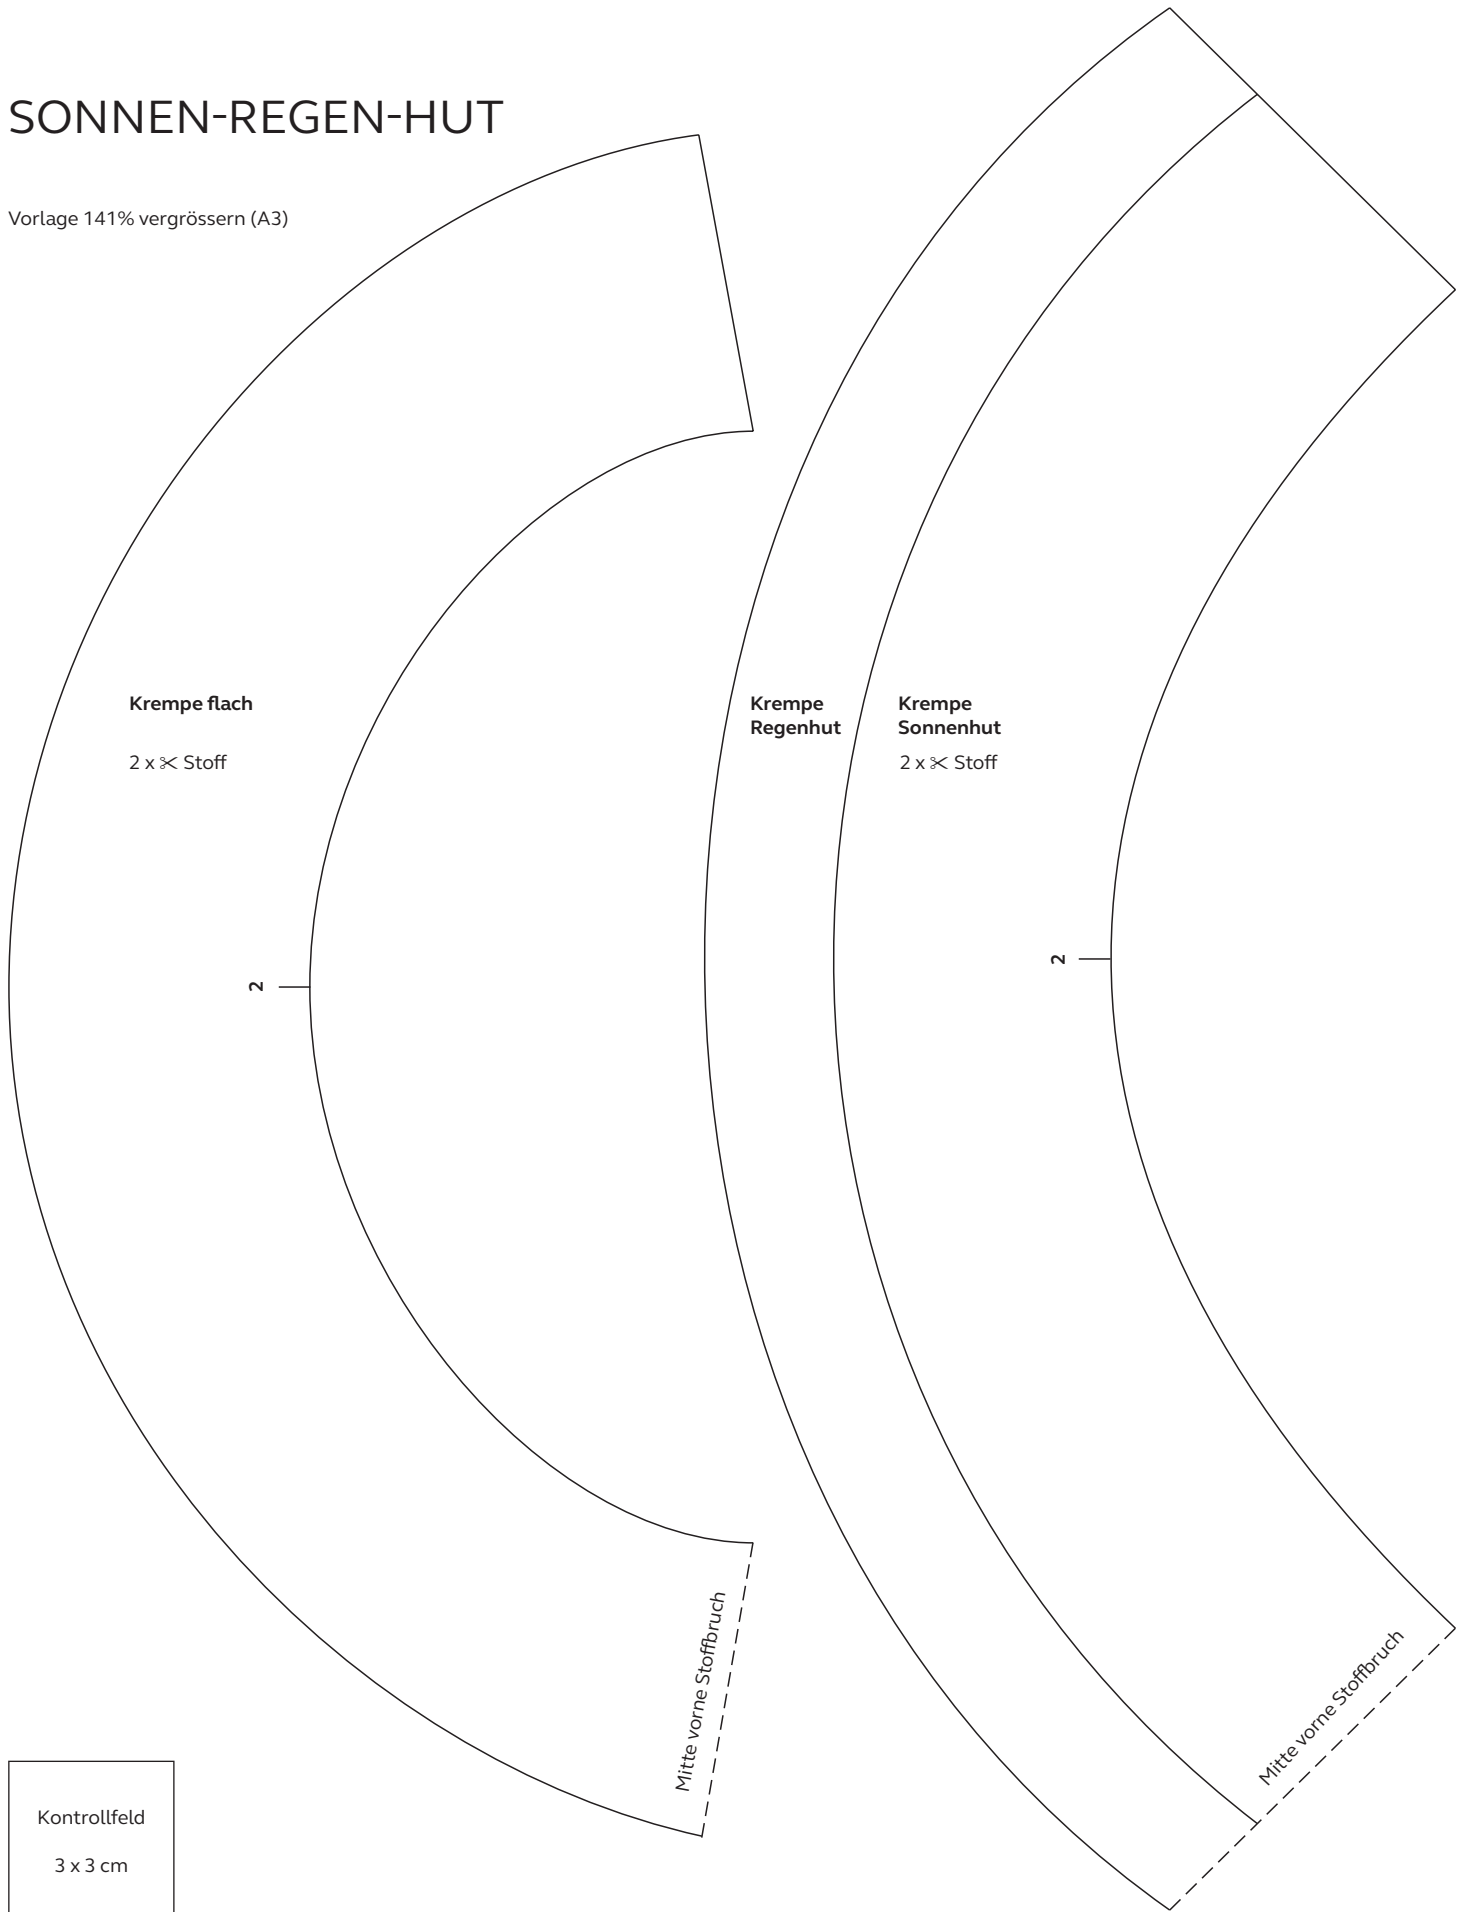 SONNEN-REGEN-HUT
Vorlage 141% vergrössern (A3)
Krempe flach
2 x ✂ Stoff
2
Mitte vorne Stoffbruch
Krempe
Regenhut
Krempe
Sonnenhut
2 x ✂ Stoff
2
Mitte vorne Stoffbruch
Kontrollfeld
3 x 3 cm